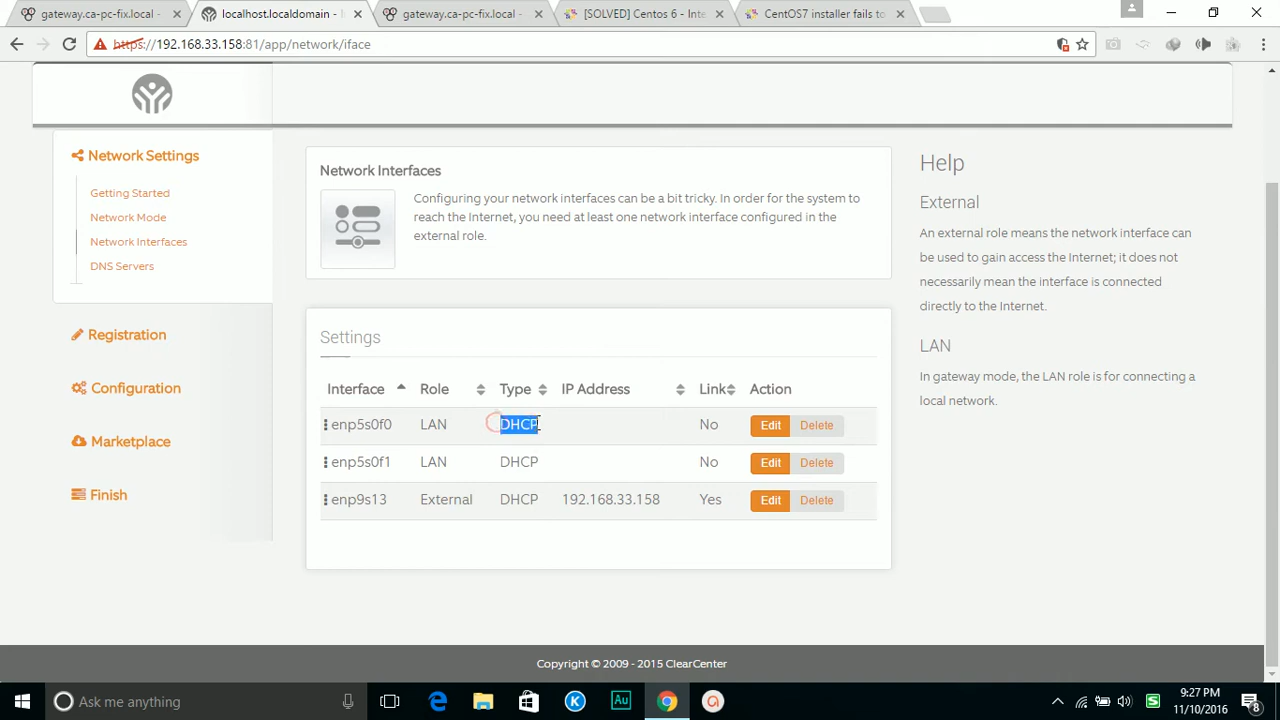 gateway.ca-pc-fix.local -
localhost.localdomain - I
gateway.ca-pc-fix.local -
[SOLVED] Centos 6 - Inte
CentOS7 installer fails to
https://192.168.33.158:81/app/network/iface
Network Settings
Getting Started
Network Mode
Network Interfaces
DNS Servers
Registration
Configuration
Marketplace
Finish
Network Interfaces
Configuring your network interfaces can be a bit tricky. In order for the system to
reach the Internet, you need at least one network interface configured in the
external role.
Settings
Interface Role Type IP Address Link Action
enp5s0f0 LAN DHCP No Edit Delete
enp5s0f1 LAN DHCP No Edit Delete
enp9s13 External DHCP 192.168.33.158 Yes Edit Delete
Help
External
An external role means the network interface can
be used to gain access the Internet; it does not
necessarily mean the interface is connected
directly to the Internet.
LAN
In gateway mode, the LAN role is for connecting a
local network.
Copyright © 2009 - 2015 ClearCenter
Ask me anything
K
Au
a
S
9:27 PM
11/10/2016
8